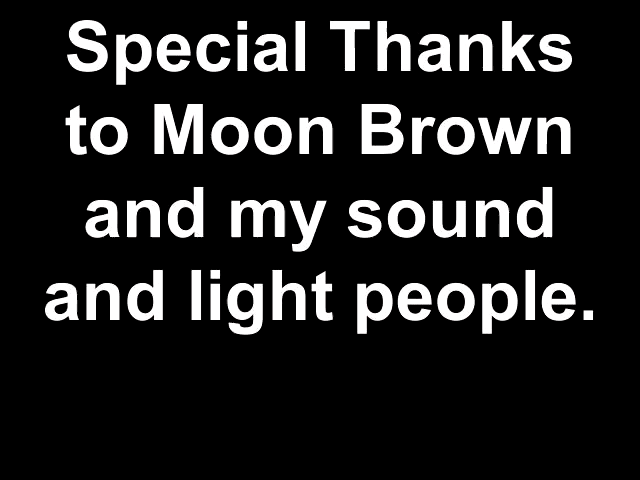 Special Thanks
to Moon Brown
and my sound
and light people.